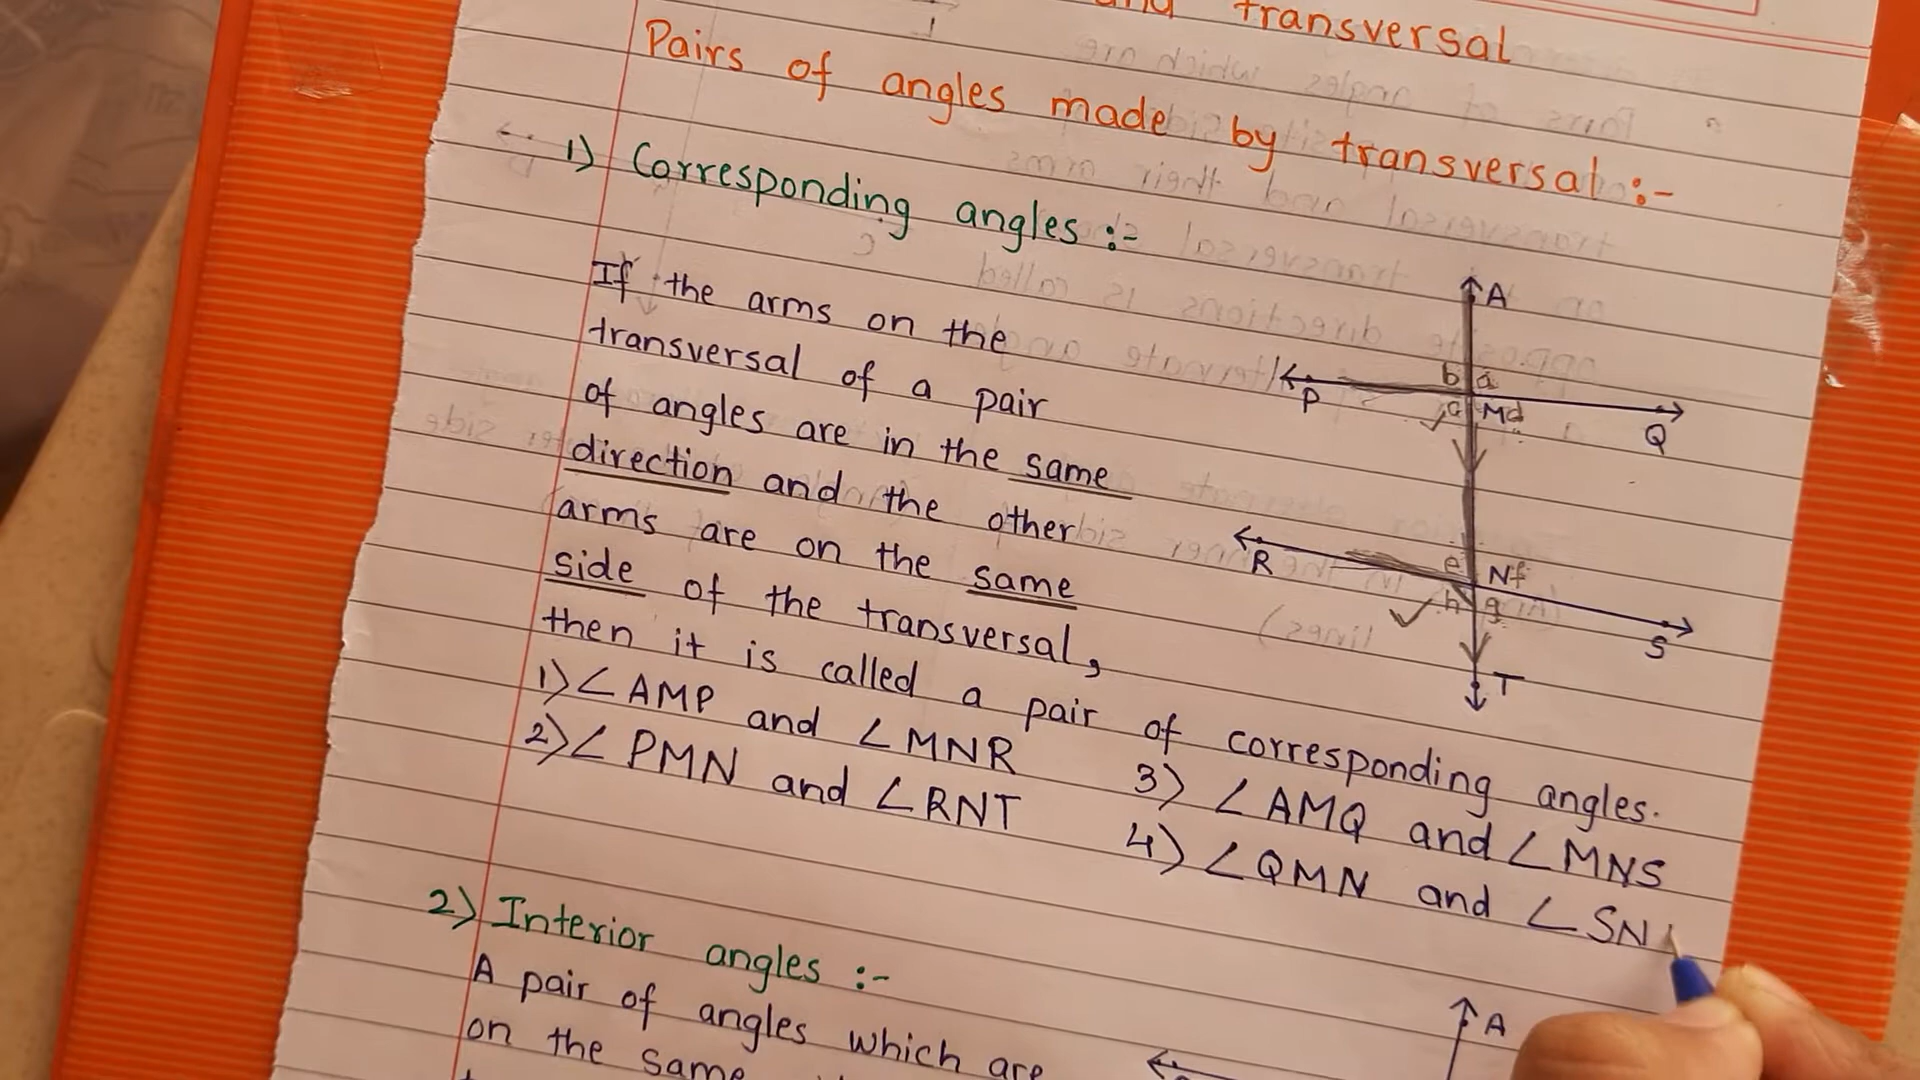 and transversal
Pairs of angles made by transversal :-
1) Corresponding angles :-
If the arms on the
transversal of a pair
of angles are in the same
direction and the other
arms are on the same
side of the transversal,
then it is called a pair of corresponding angles.
1) ∠AMP and ∠MNR
2) ∠PMN and ∠RNT
3) ∠AMQ and ∠MNS
4) ∠QMN and ∠SN
A
b a
P
c M d
Q
R
e N f
h g
S
T
2) Interior angles :-
A pair of angles which are
on the same
A